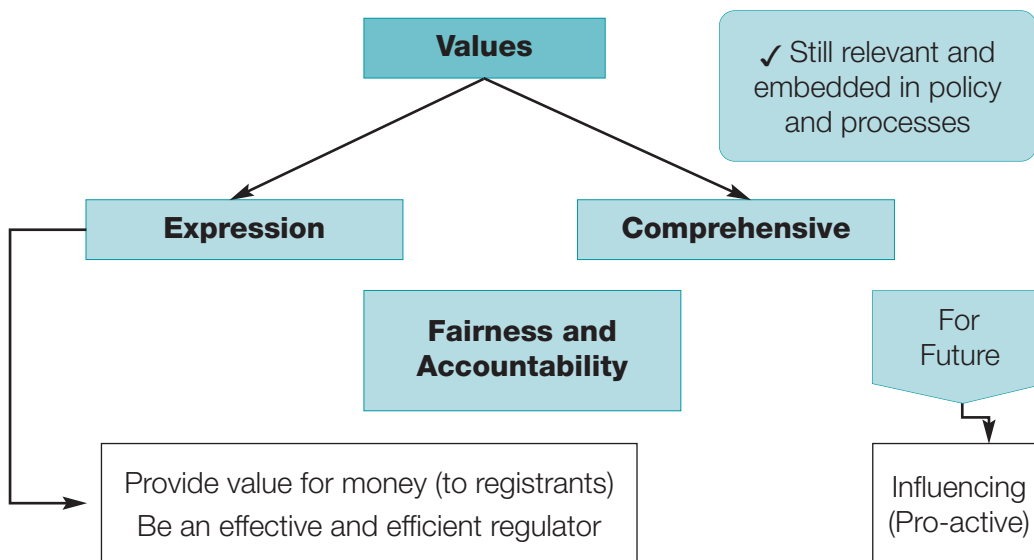 Values
✓ Still relevant and
embedded in policy
and processes
Expression
Comprehensive
Fairness and
Accountability
For
Future
Provide value for money (to registrants)
Be an effective and efficient regulator
Influencing
(Pro-active)